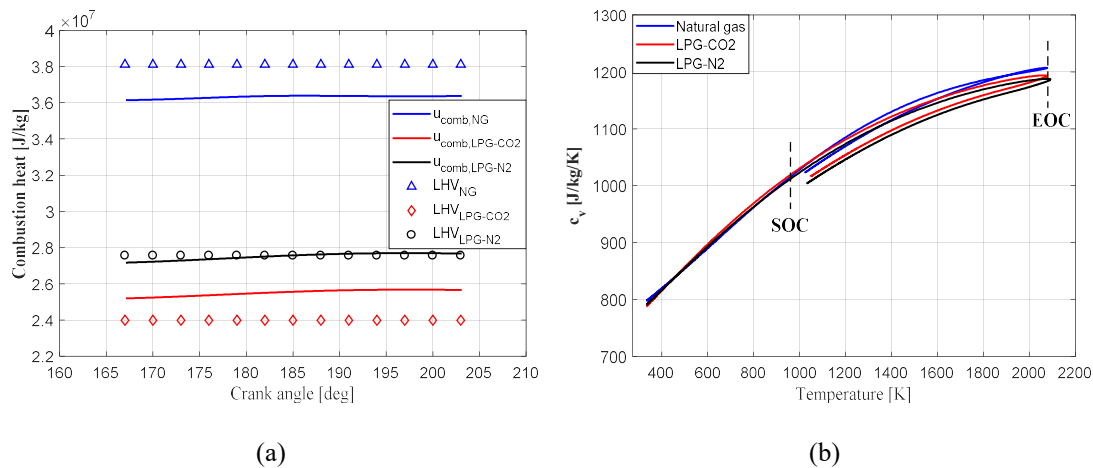 ×10⁷
4
3.8
3.6
3.4
3.2
3
2.8
2.6
2.4
2.2
160 165 170 175 180 185 190 195 200 205 210
Combustion heat [J/kg]
Crank angle [deg]
u_comb,NG
u_comb,LPG-CO2
u_comb,LPG-N2
LHV_NG
LHV_LPG-CO2
LHV_LPG-N2
(a)
1300
1200
1100
1000
900
800
700
400 600 800 1000 1200 1400 1600 1800 2000 2200
c_v [J/kg/K]
Temperature [K]
Natural gas
LPG-CO2
LPG-N2
SOC
EOC
(b)